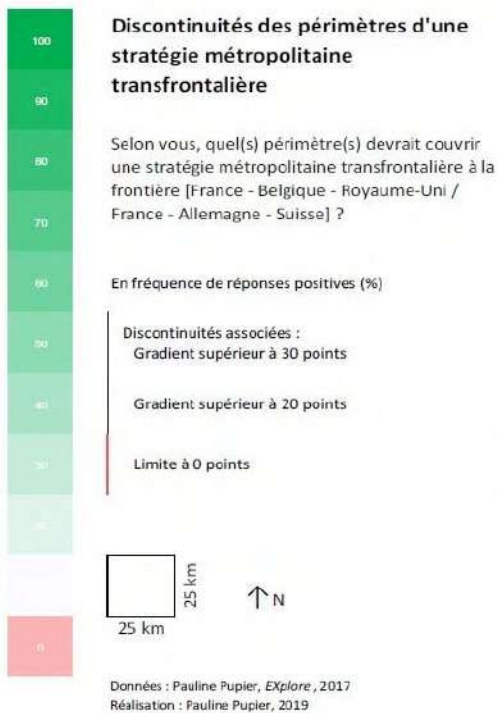 100
90
80
70
60
50
40
30
Discontinuités des périmètres d'une
stratégie métropolitaine
transfrontalière
Selon vous, quel(s) périmètre(s) devrait couvrir
une stratégie métropolitaine transfrontalière à la
frontière [France - Belgique - Royaume-Uni /
France - Allemagne - Suisse] ?
En fréquence de réponses positives (%)
Discontinuités associées :
Gradient supérieur à 30 points
Gradient supérieur à 20 points
Limite à 0 points
25 km
25 km
N
0
Données : Pauline Pupier, EXplore, 2017
Réalisation : Pauline Pupier, 2019